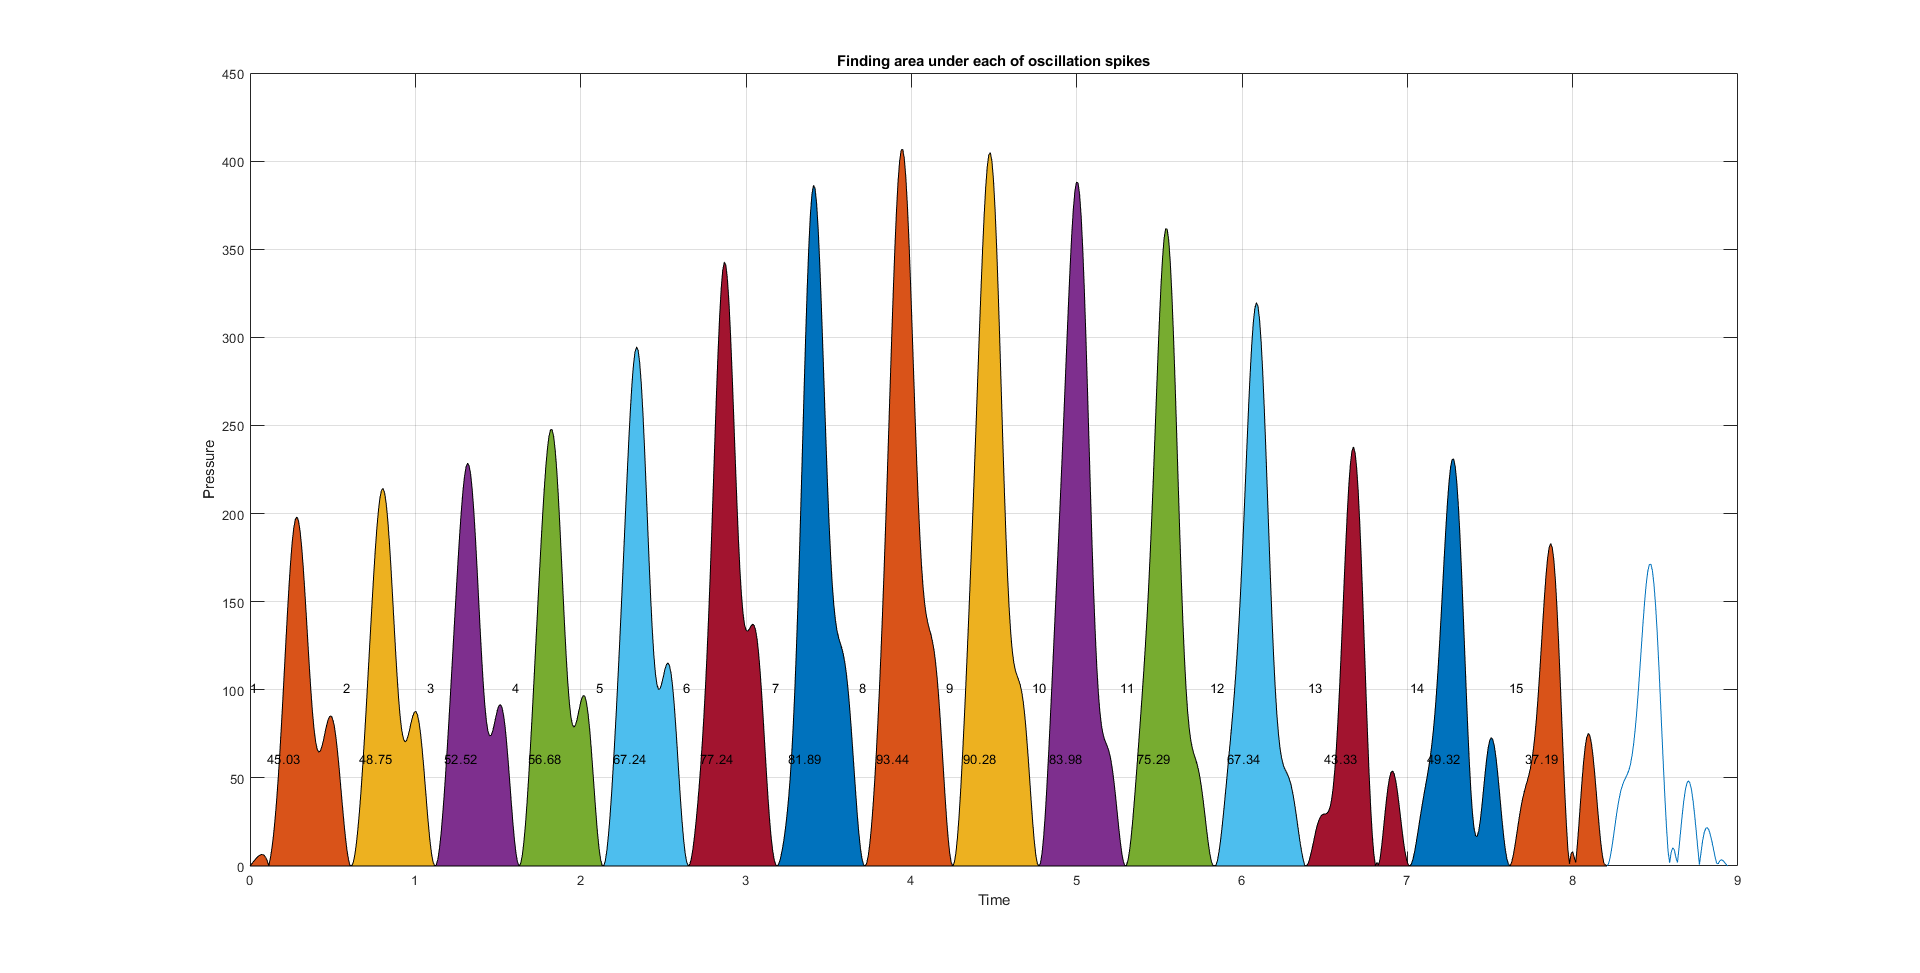 Finding area under each of oscillation spikes
450
400
350
300
250
200
150
100
50
0
Pressure
1 2 3 4 5 6 7 8 9 10 11 12 13 14 15
45.03 48.75 52.52 56.68 67.24 77.24 81.89 93.44 90.28 83.98 75.29 67.34 43.33 49.32 37.19
0 1 2 3 4 5 6 7 8 9
Time